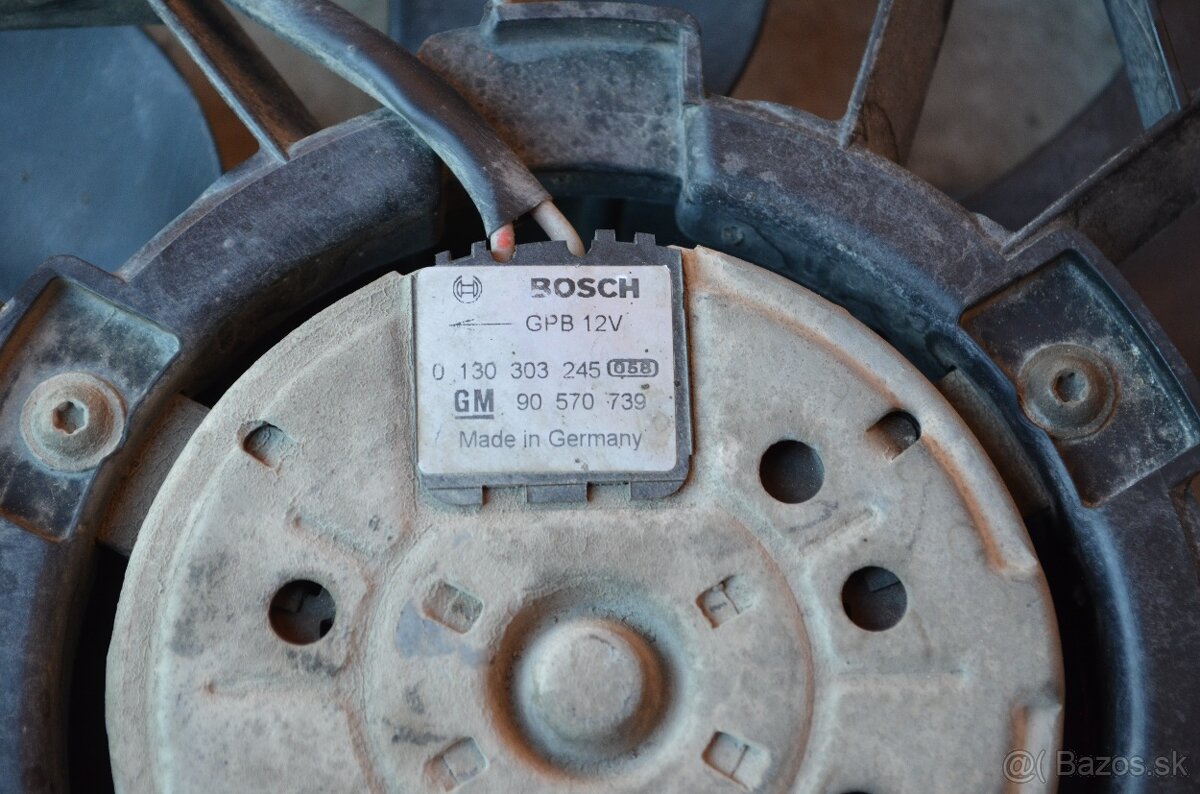 BOSCH
GPB 12V
0 130 303 245 058
GM 90 570 739
Made in Germany
@( Bazos.sk